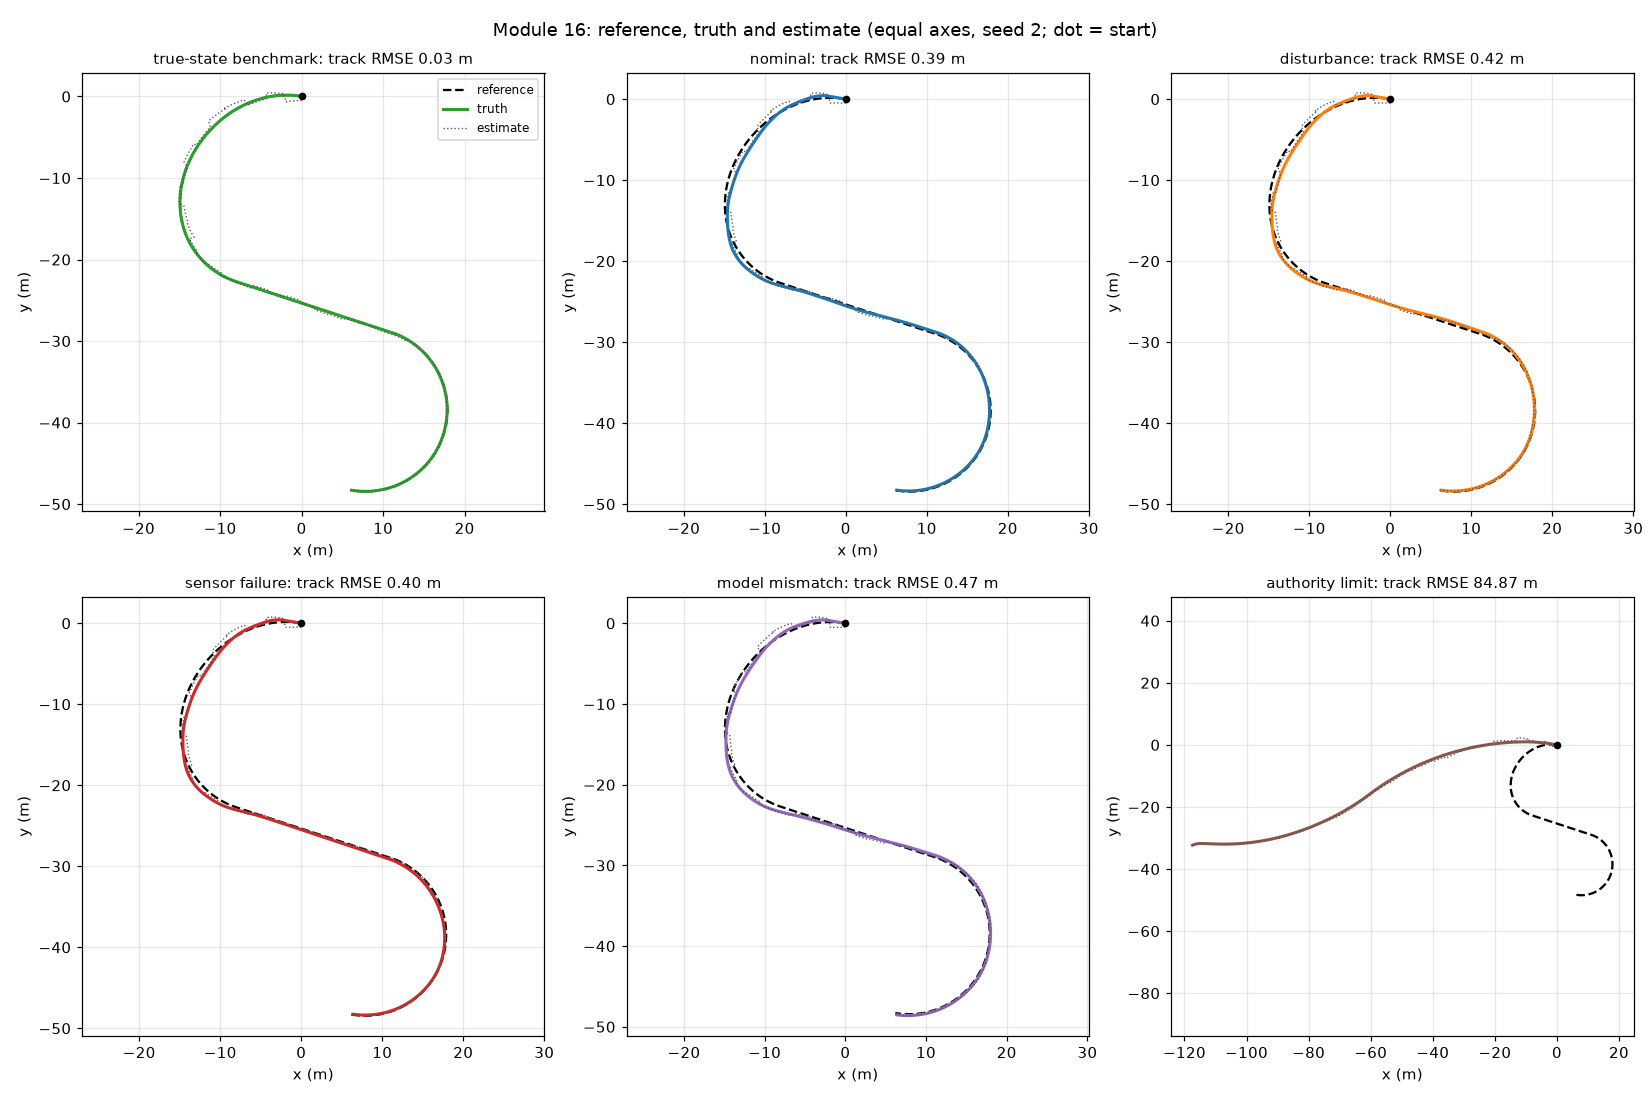 Module 16: reference, truth and estimate (equal axes, seed 2; dot = start)
true-state benchmark: track RMSE 0.03 m
reference
truth
estimate
0
−10
−20
−30
−40
−50
y (m)
−20 −10 0 10 20
x (m)
nominal: track RMSE 0.39 m
0
−10
−20
−30
−40
−50
y (m)
−20 −10 0 10 20 30
x (m)
disturbance: track RMSE 0.42 m
0
−10
−20
−30
−40
−50
y (m)
−20 −10 0 10 20 30
x (m)
sensor failure: track RMSE 0.40 m
0
−10
−20
−30
−40
−50
y (m)
−20 −10 0 10 20 30
x (m)
model mismatch: track RMSE 0.47 m
0
−10
−20
−30
−40
−50
y (m)
−20 −10 0 10 20 30
x (m)
authority limit: track RMSE 84.87 m
40
20
0
−20
−40
−60
−80
y (m)
−120 −100 −80 −60 −40 −20 0 20
x (m)